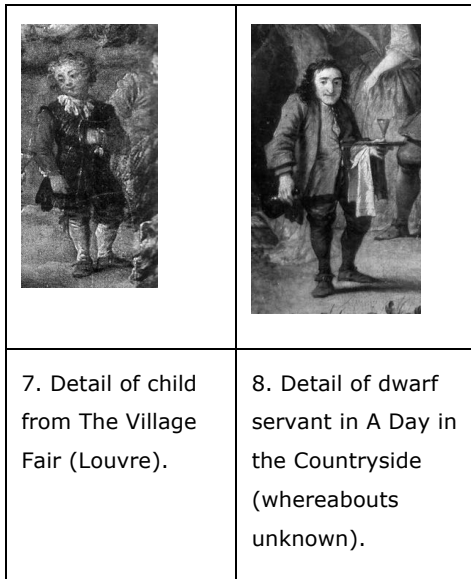 7. Detail of child
from The Village
Fair (Louvre).
8. Detail of dwarf
servant in A Day in
the Countryside
(whereabouts
unknown).